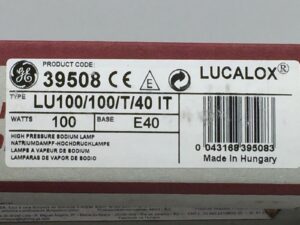 PRODUCT CODE:
GE 39508 CE E LUCALOX®
TYPE LU100/100/T/40 IT
WATTS 100 BASE E40
HIGH PRESSURE SODIUM LAMP
NATRIUMDAMPF-HOCHDRUCKLAMPE
LAMPE A VAPEUR DE SODIUM
LAMPARAS DE VAPOR DE SODIO
0 043168 395083
Made in Hungary